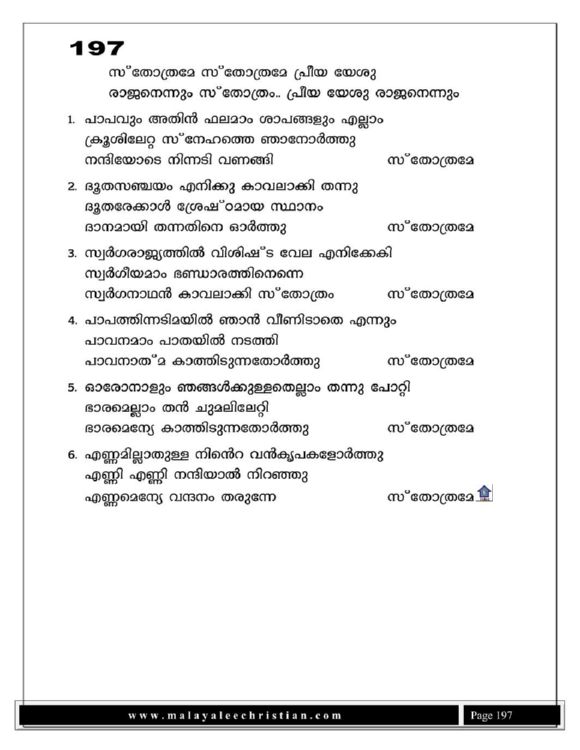 197
സ്തോത്രമേ സ്തോത്രമേ പ്രീയ യേശു
രാജനെന്നും സ്തോത്രം.. പ്രീയ യേശു രാജനെന്നും
1. പാപവും അതിൻ ഫലമാം ശാപങ്ങളും എല്ലാം
ക്രൂശിലേറ്റ സ്നേഹത്തെ ഞാനോർത്തു
നന്ദിയോടെ നിന്നടി വണങ്ങി സ്തോത്രമേ
2. ദൂതസഞ്ചയം എനിക്കു കാവലാക്കി തന്നു
ദൂതരേക്കാൾ ശ്രേഷ്ഠമായ സ്ഥാനം
ദാനമായി തന്നതിനെ ഓർത്തു സ്തോത്രമേ
3. സ്വർഗരാജ്യത്തിൽ വിശിഷ്ട വേല എനിക്കേകി
സ്വർഗീയമാം ഭണ്ഡാരത്തിനെന്നെ
സ്വർഗനാഥൻ കാവലാക്കി സ്തോത്രം സ്തോത്രമേ
4. പാപത്തിന്നടിമയിൽ ഞാൻ വീണിടാതെ എന്നും
പാവനമാം പാതയിൽ നടത്തി
പാവനാത്മ കാത്തിടുന്നതോർത്തു സ്തോത്രമേ
5. ഓരോനാളും ഞങ്ങൾക്കുള്ളതെല്ലാം തന്നു പോറ്റി
ഭാരമെല്ലാം തൻ ചുമലിലേറ്റി
ഭാരമെന്യേ കാത്തിടുന്നതോർത്തു സ്തോത്രമേ
6. എണ്ണമില്ലാതുള്ള നിൻെറ വൻകൃപകളോർത്തു
എണ്ണി എണ്ണി നന്ദിയാൽ നിറഞ്ഞു
എണ്ണമെന്യേ വന്ദനം തരുന്നേ സ്തോത്രമേ
www.malayaleechristian.com Page 197